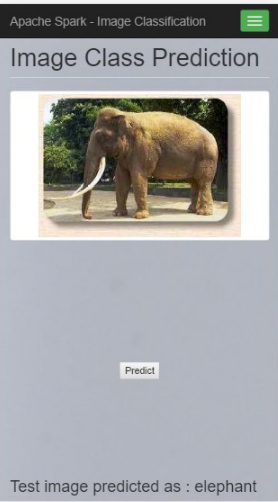 Apache Spark - Image Classification
Image Class Prediction
Predict
Test image predicted as : elephant